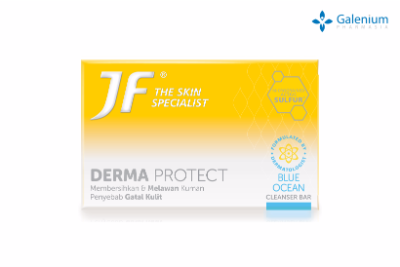 Galenium
PHARMASIA
JF®
THE SKIN
SPECIALIST
SULFUR
DERMA PROTECT
Membersihkan & Melawan Kuman
Penyebab Gatal Kulit
FORMULATED BY
DERMATOLOGIST
BLUE
OCEAN
CLEANSER BAR